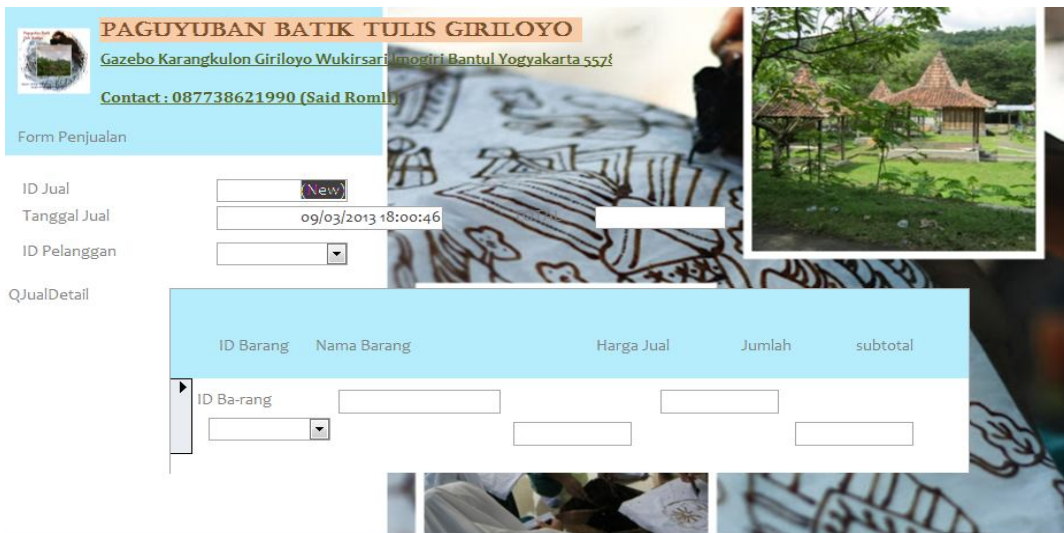 PAGUYUBAN BATIK TULIS GIRILOYO
Gazebo Karangkulon Giriloyo Wukirsari Imogiri Bantul Yogyakarta 5578
Contact : 087738621990 (Said Romli)
Form Penjualan
ID Jual (New)
Tanggal Jual 09/03/2013 18:00:46
ID Pelanggan
QJualDetail
ID Barang Nama Barang Harga Jual Jumlah subtotal
ID Ba-rang